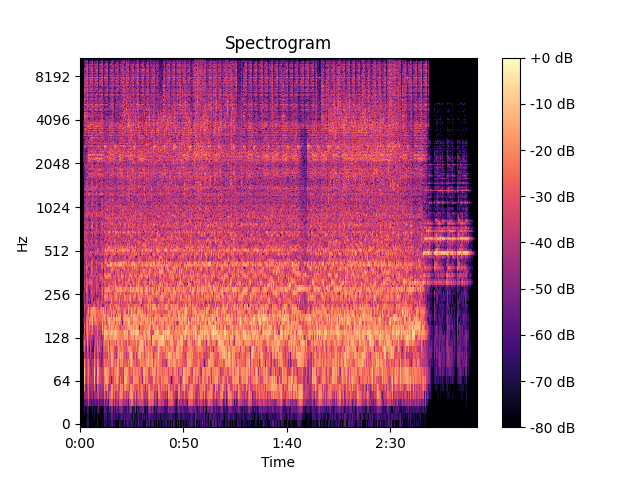 Spectrogram
Hz
8192
4096
2048
1024
512
256
128
64
0
0:00
0:50
1:40
2:30
Time
+0 dB
-10 dB
-20 dB
-30 dB
-40 dB
-50 dB
-60 dB
-70 dB
-80 dB